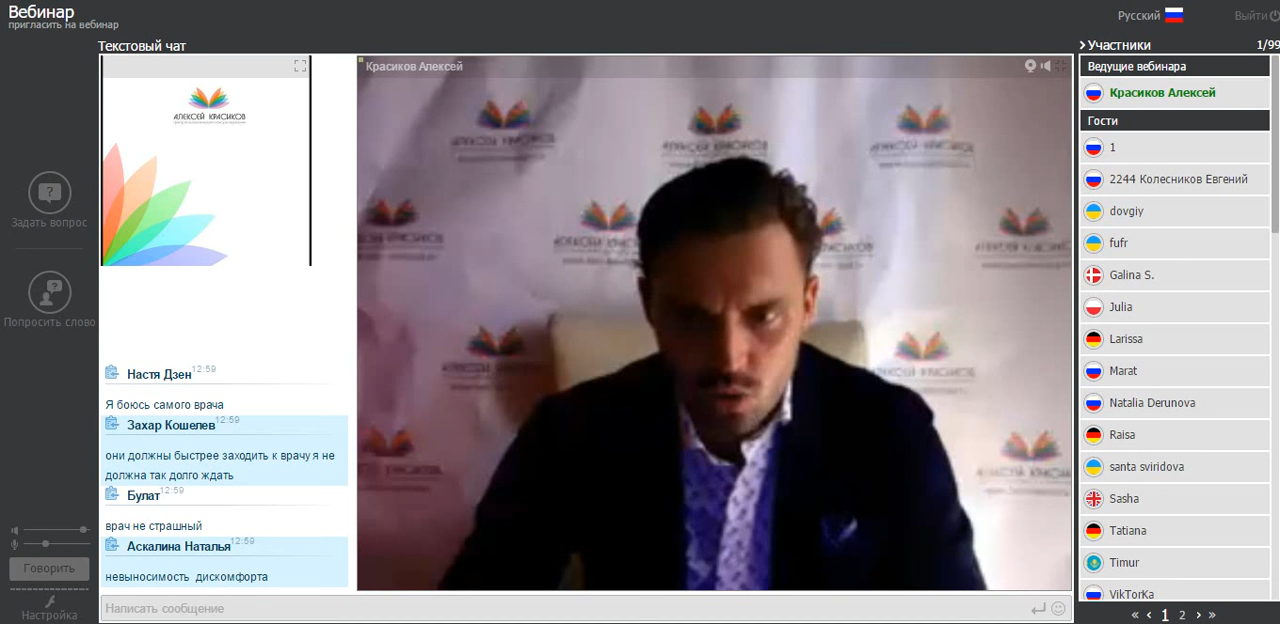 Вебинар
пригласить на вебинар
Русский
Выйти
Текстовый чат
Участники
1/99
АЛЕКСЕЙ КРАСИКОВ
Задать вопрос
Попросить слово
Говорить
Настройка
Настя Дзен 12:59
Я боюсь самого врача
Захар Кошелев 12:59
они должны быстрее заходить к врачу я не
должна так долго ждать
Булат 12:59
врач не страшный
Аскалина Наталья 12:59
невыносимость дискомфорта
Написать сообщение
Красиков Алексей
АЛЕКСЕЙ КРАСИКОВ
Ведущие вебинара
Красиков Алексей
Гости
1
2244 Колесников Евгений
dovgiy
fufr
Galina S.
Julia
Larissa
Marat
Natalia Derunova
Raisa
santa sviridova
Sasha
Tatiana
Timur
VikTorKa
« ‹ 1 2 › »